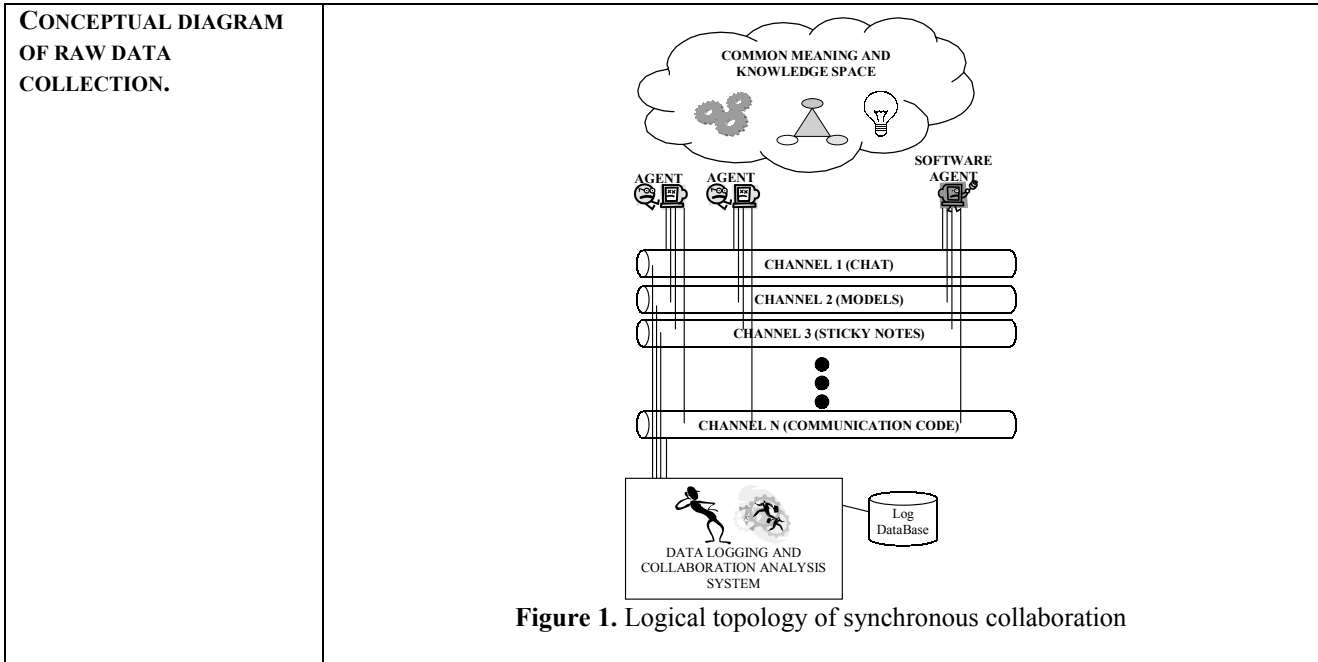 CONCEPTUAL DIAGRAM
OF RAW DATA
COLLECTION.
COMMON MEANING AND
KNOWLEDGE SPACE
AGENT
AGENT
SOFTWARE
AGENT
CHANNEL 1 (CHAT)
CHANNEL 2 (MODELS)
CHANNEL 3 (STICKY NOTES)
CHANNEL N (COMMUNICATION CODE)
DATA LOGGING AND
COLLABORATION ANALYSIS
SYSTEM
Log
DataBase
Figure 1. Logical topology of synchronous collaboration